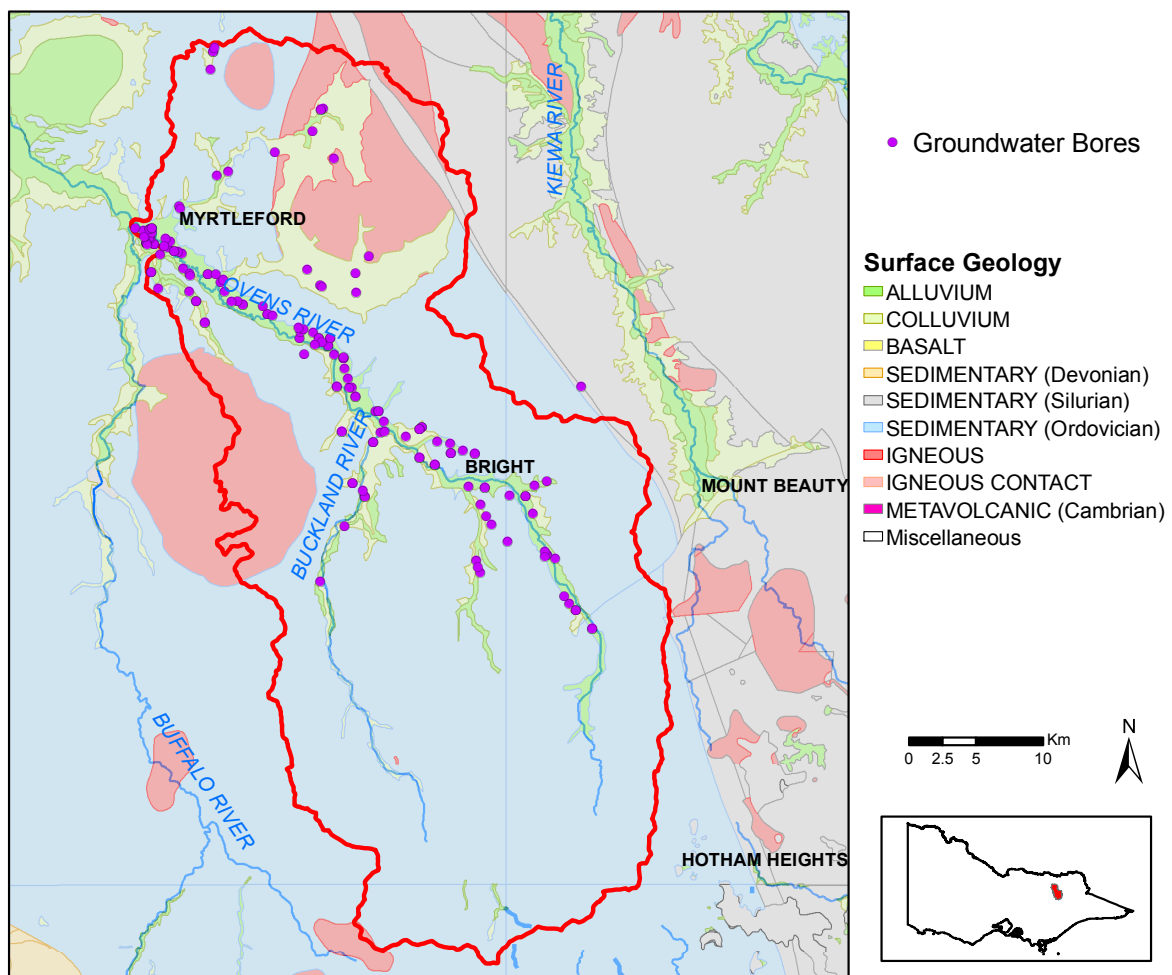 KIEWA RIVER
MYRTLEFORD
OVENS RIVER
BUCKLAND RIVER
BRIGHT
MOUNT BEAUTY
BUFFALO RIVER
HOTHAM HEIGHTS
Groundwater Bores
Surface Geology
ALLUVIUM
COLLUVIUM
BASALT
SEDIMENTARY (Devonian)
SEDIMENTARY (Silurian)
SEDIMENTARY (Ordovician)
IGNEOUS
IGNEOUS CONTACT
METAVOLCANIC (Cambrian)
Miscellaneous
Km
0 2.5 5 10
N